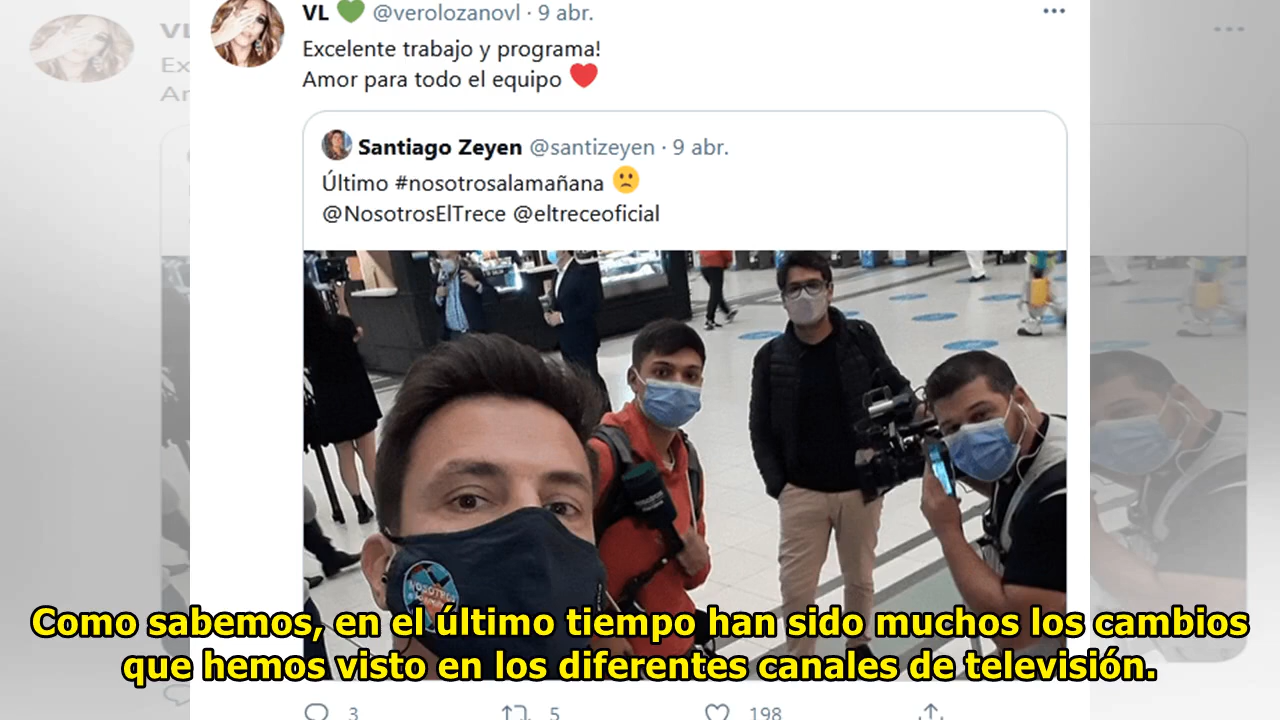 VL 💚 @verolozanovl · 9 abr.
Excelente trabajo y programa!
Amor para todo el equipo ❤️
Santiago Zeyen @santizeyen · 9 abr.
Último #nosotrosalamañana 🙁
@NosotrosElTrece @eltreceoficial
NOSOTROS
Como sabemos, en el último tiempo han sido muchos los cambios
que hemos visto en los diferentes canales de televisión.
3 5 198